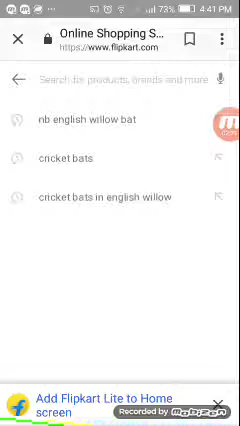 73% 4:41 PM
Online Shopping S...
https://www.flipkart.com
Search for products, brands and more
nb english willow bat
cricket bats
cricket bats in english willow
Add Flipkart Lite to Home
screen
Recorded by mobizen